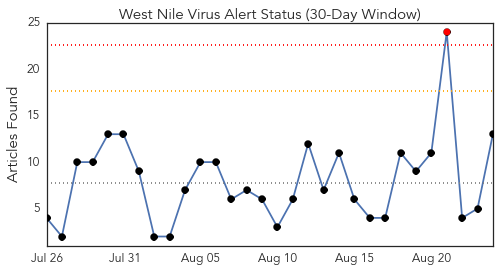 West Nile Virus Alert Status (30-Day Window)
25
20
15
10
5
Articles Found
Jul 26 Jul 31 Aug 05 Aug 10 Aug 15 Aug 20